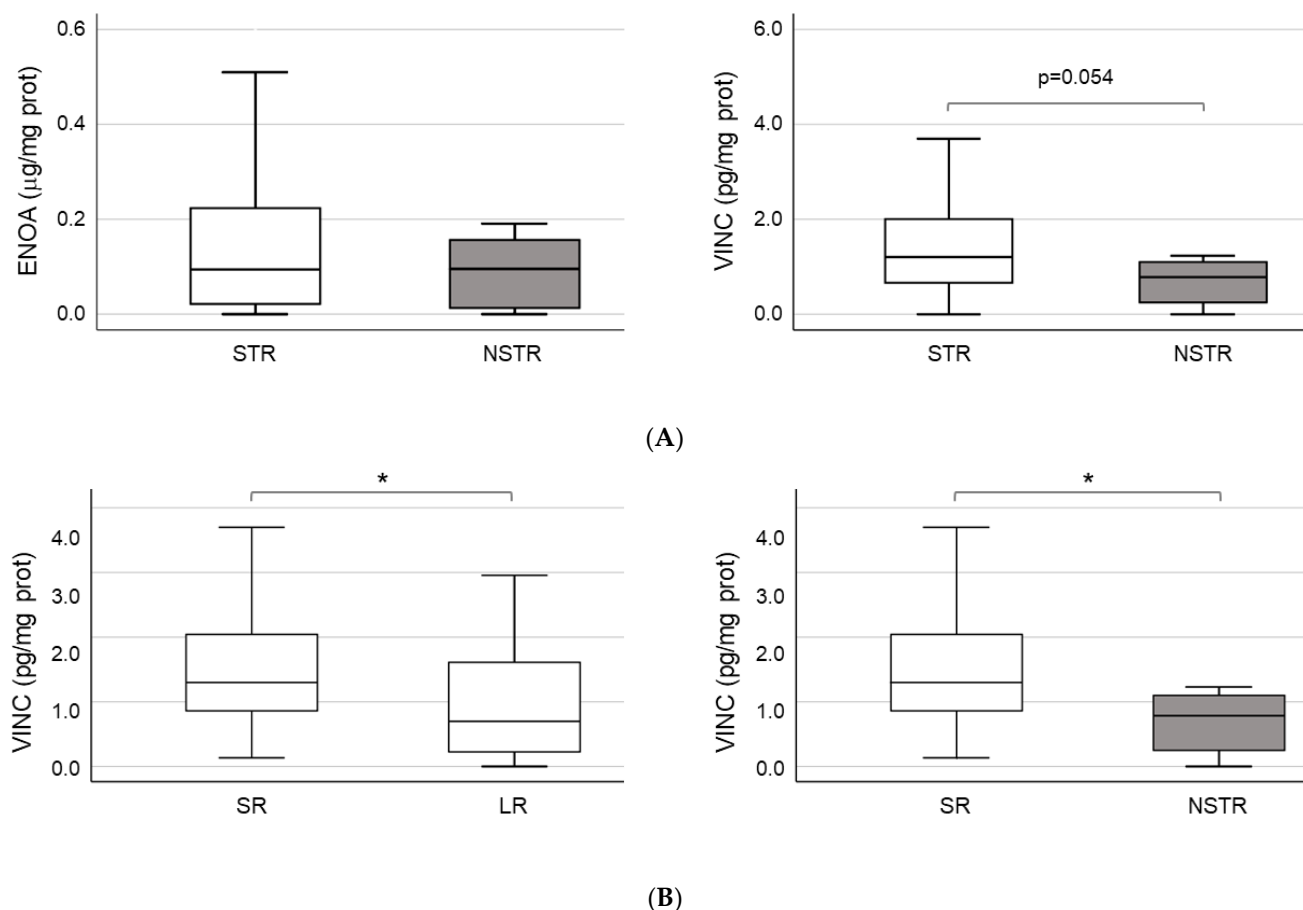 ENOA (μg/mg prot)
0.6
0.4
0.2
0.0
STR
NSTR
VINC (pg/mg prot)
6.0
4.0
2.0
0.0
p=0.054
STR
NSTR
(A)
VINC (pg/mg prot)
4.0
3.0
2.0
1.0
0.0
*
SR
LR
VINC (pg/mg prot)
4.0
3.0
2.0
1.0
0.0
*
SR
NSTR
(B)